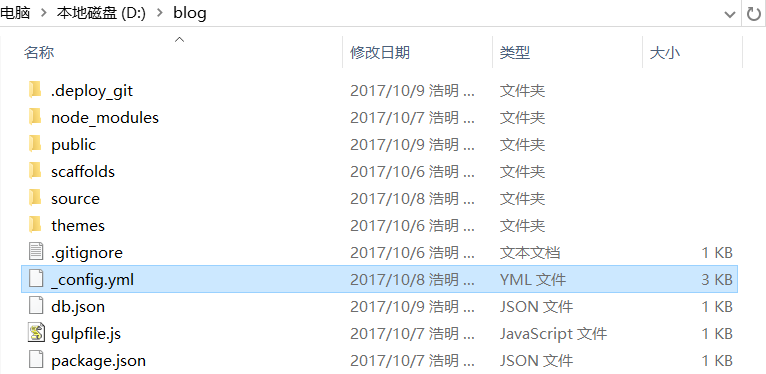 电脑 › 本地磁盘 (D:) › blog
名称 修改日期 类型 大小
.deploy_git 2017/10/9 浩明 ... 文件夹
node_modules 2017/10/7 浩明 ... 文件夹
public 2017/10/9 浩明 ... 文件夹
scaffolds 2017/10/6 浩明 ... 文件夹
source 2017/10/8 浩明 ... 文件夹
themes 2017/10/6 浩明 ... 文件夹
.gitignore 2017/10/6 浩明 ... 文本文档 1 KB
_config.yml 2017/10/8 浩明 ... YML 文件 3 KB
db.json 2017/10/9 浩明 ... JSON 文件 1 KB
gulpfile.js 2017/10/7 浩明 ... JavaScript 文件 1 KB
package.json 2017/10/7 浩明 ... JSON 文件 1 KB